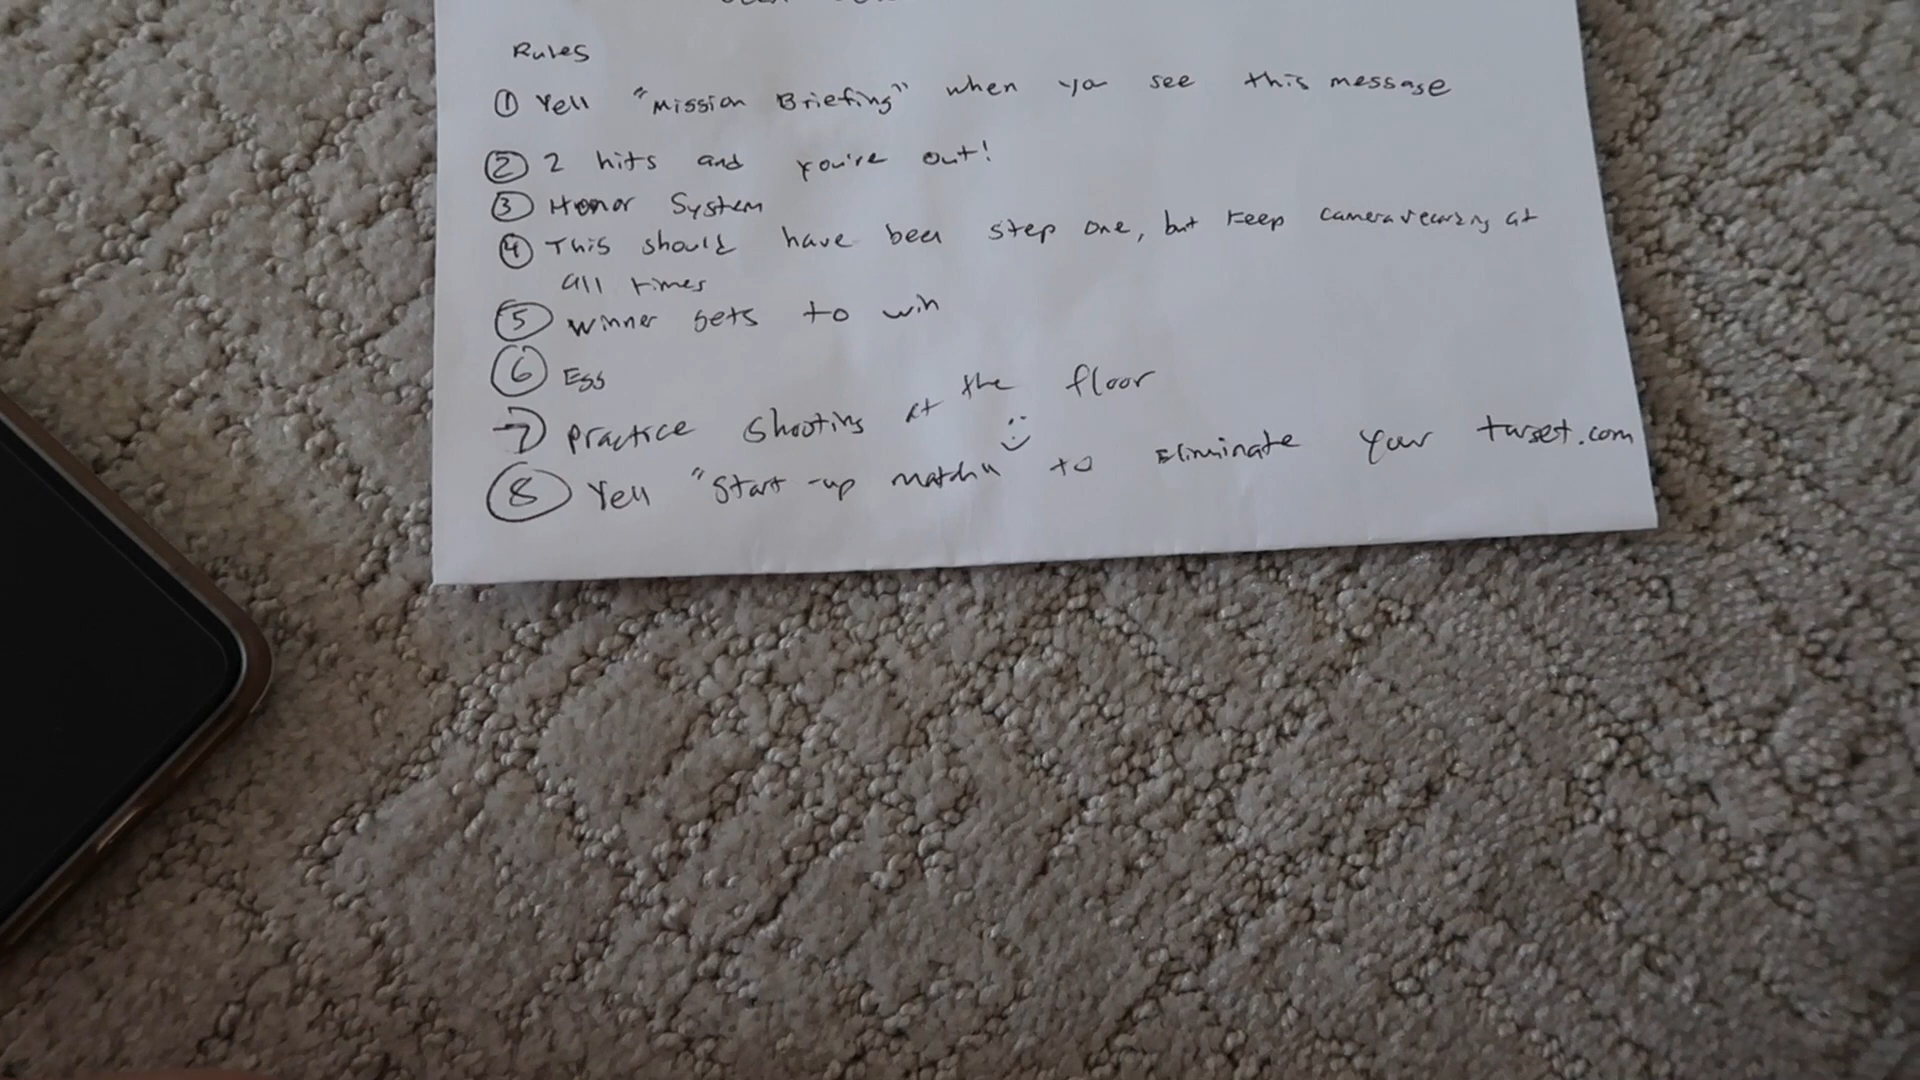 Rules
① Yell "Mission Briefing" when ya see this message
② 2 hits and you're out!
③ Honor System
④ This should have been step one, but keep camera recording at
all times
⑤ winner gets to win
⑥ Egg
7 practice shooting at the floor
⑧ Yell "Start-up match" to Eliminate your target.com